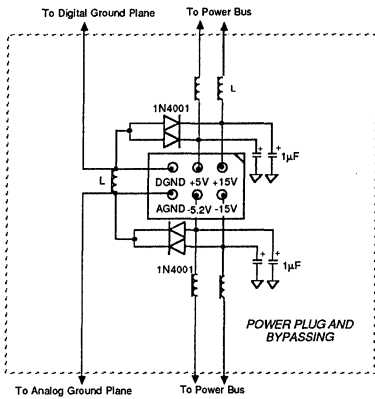 To Digital Ground Plane
To Power Bus
L
1N4001
+ +
1µF
L
DGND +5V +15V
AGND -5.2V -15V
+ +
1N4001
1µF
POWER PLUG AND
BYPASSING
To Analog Ground Plane
To Power Bus